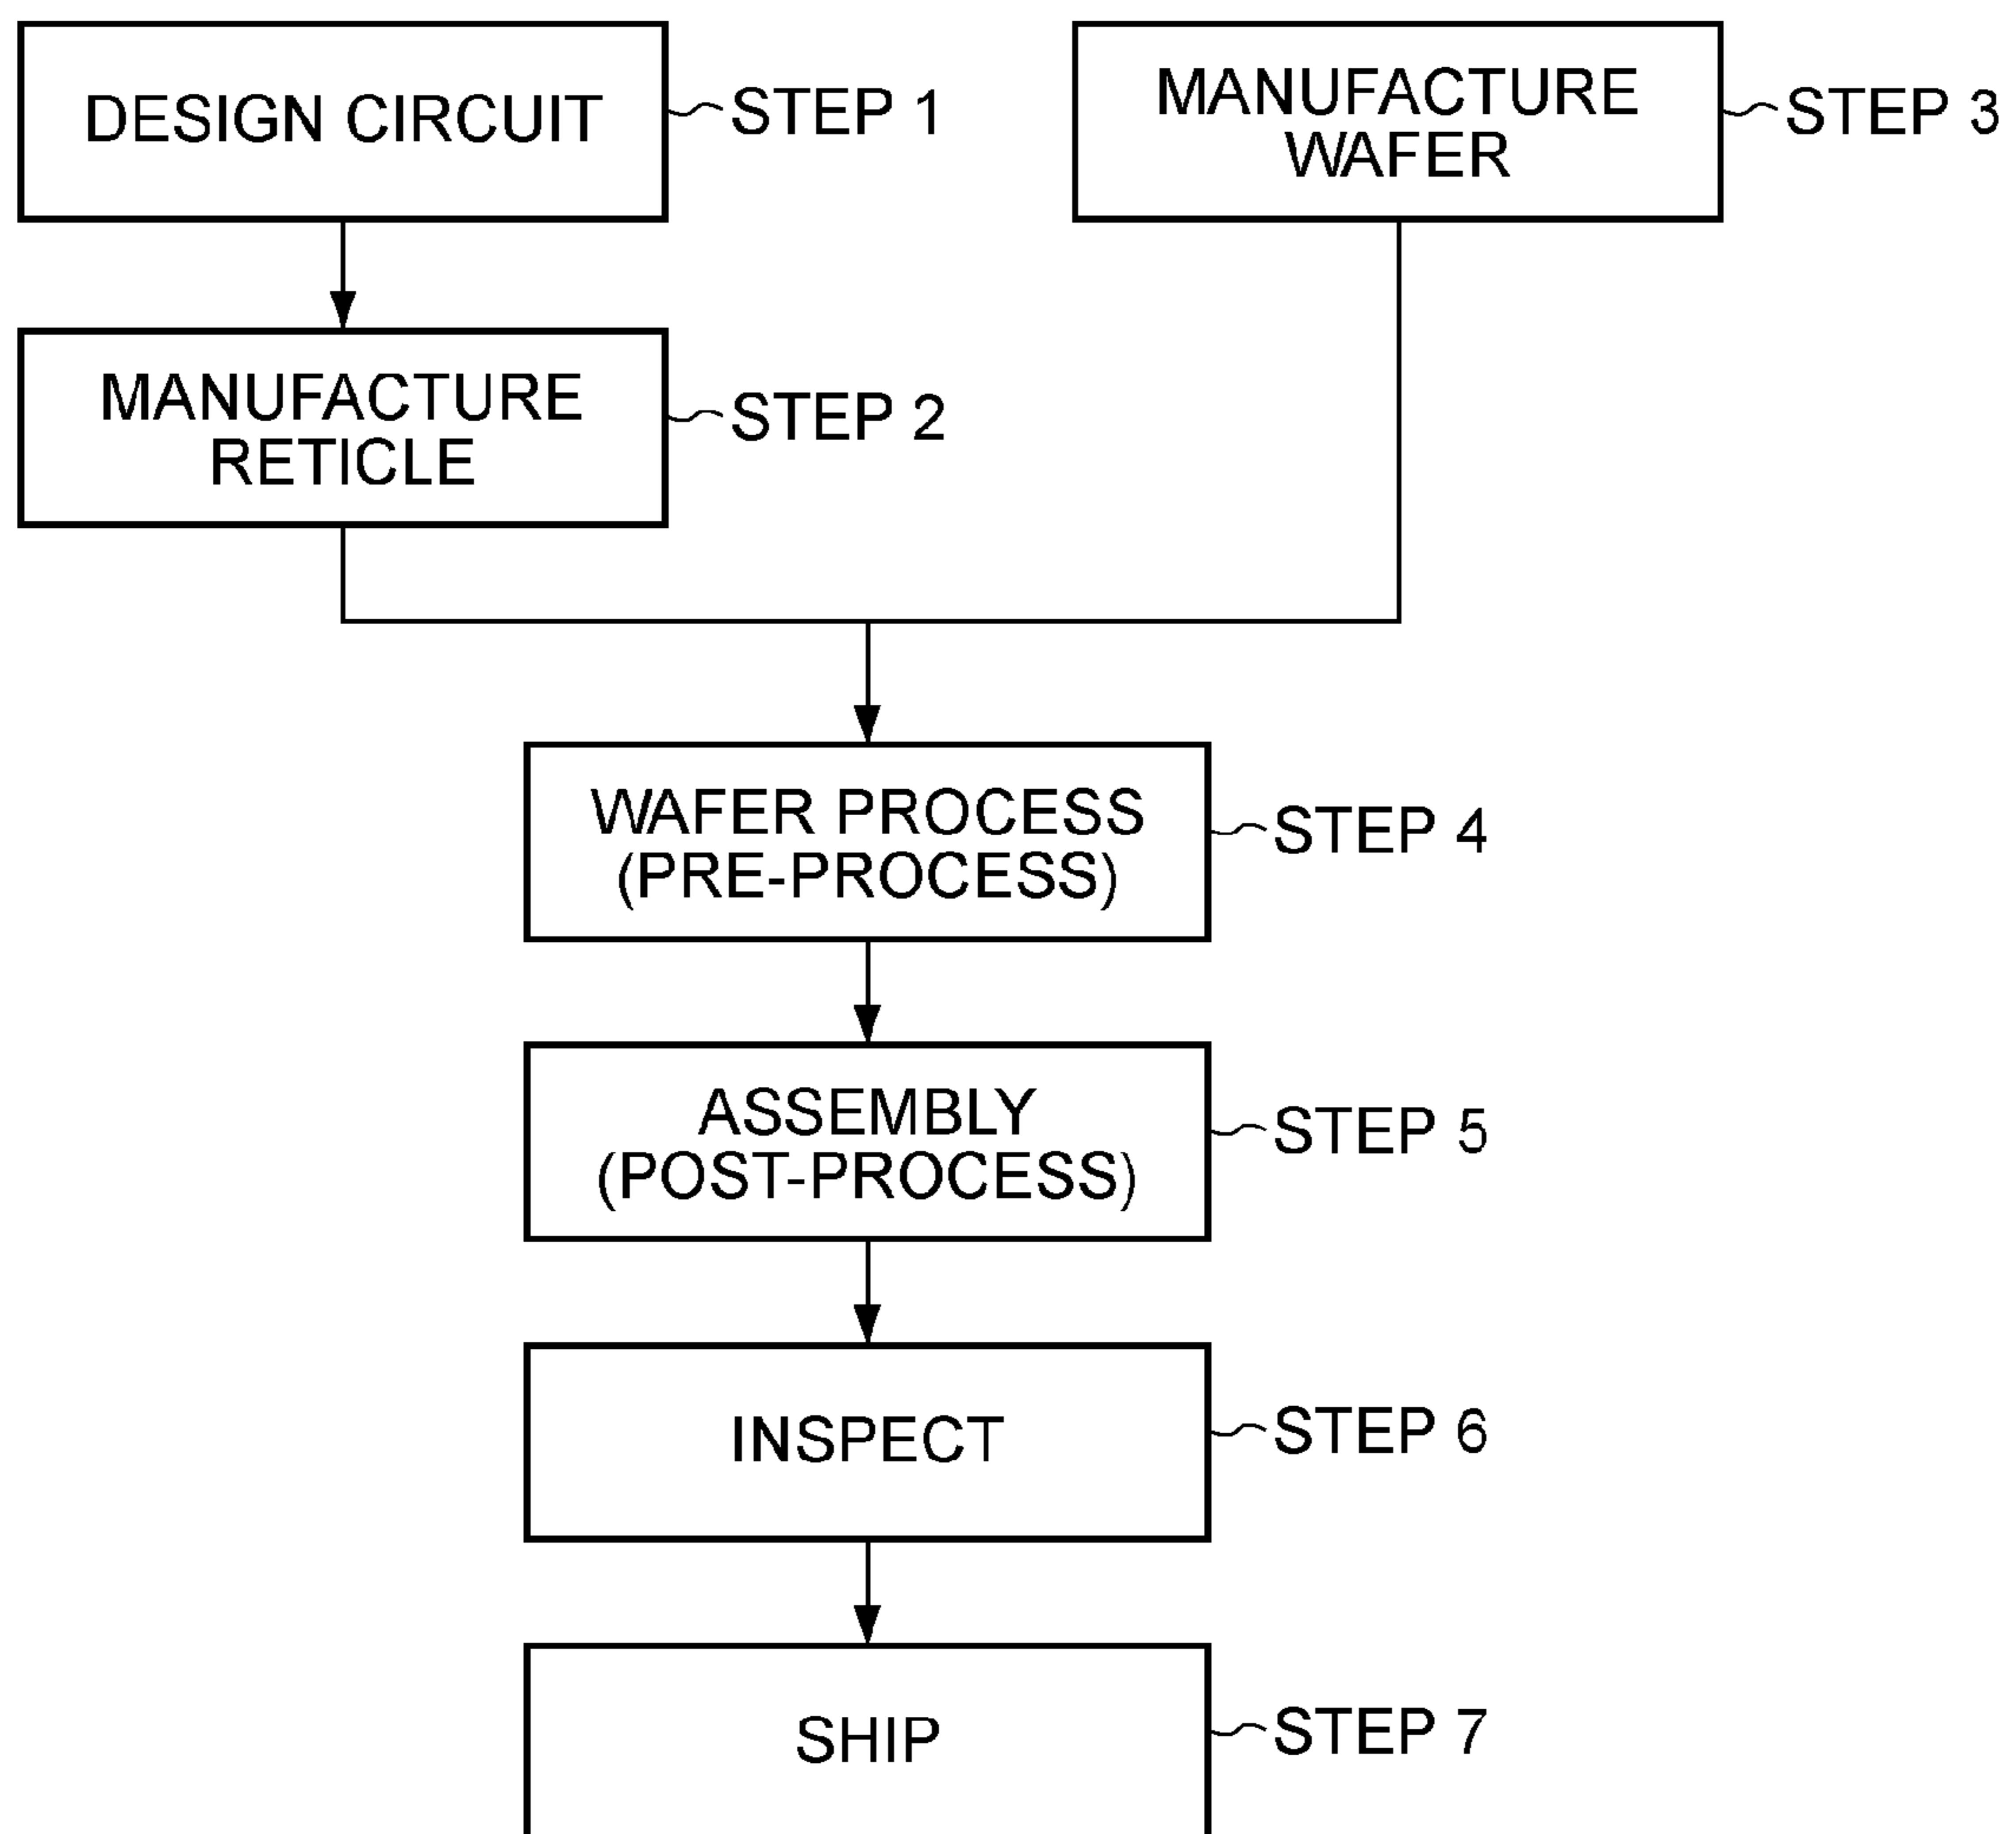 DESIGN CIRCUIT
STEP 1
MANUFACTURE
WAFER
STEP 3
MANUFACTURE
RETICLE
STEP 2
WAFER PROCESS
(PRE-PROCESS)
STEP 4
ASSEMBLY
(POST-PROCESS)
STEP 5
INSPECT
STEP 6
SHIP
STEP 7